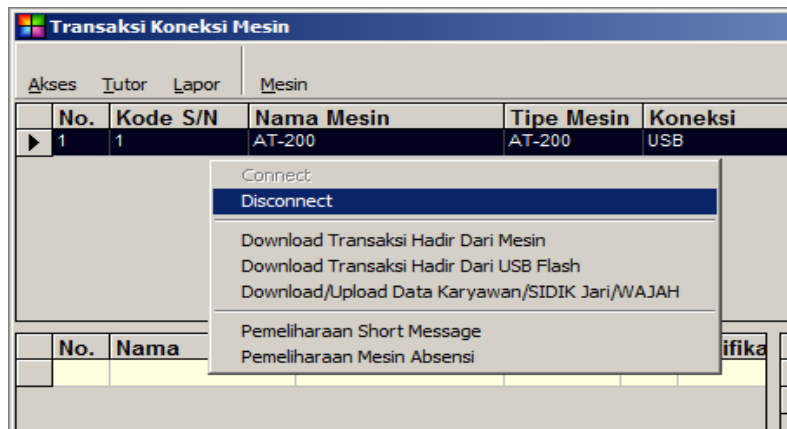 Transaksi Koneksi Mesin
Akses Tutor Lapor Mesin
No. Kode S/N Nama Mesin Tipe Mesin Koneksi
1 1 AT-200 AT-200 USB
Connect
Disconnect
Download Transaksi Hadir Dari Mesin
Download Transaksi Hadir Dari USB Flash
Download/Upload Data Karyawan/SIDIK Jari/WAJAH
Pemeliharaan Short Message
Pemeliharaan Mesin Absensi
No. Nama ifika